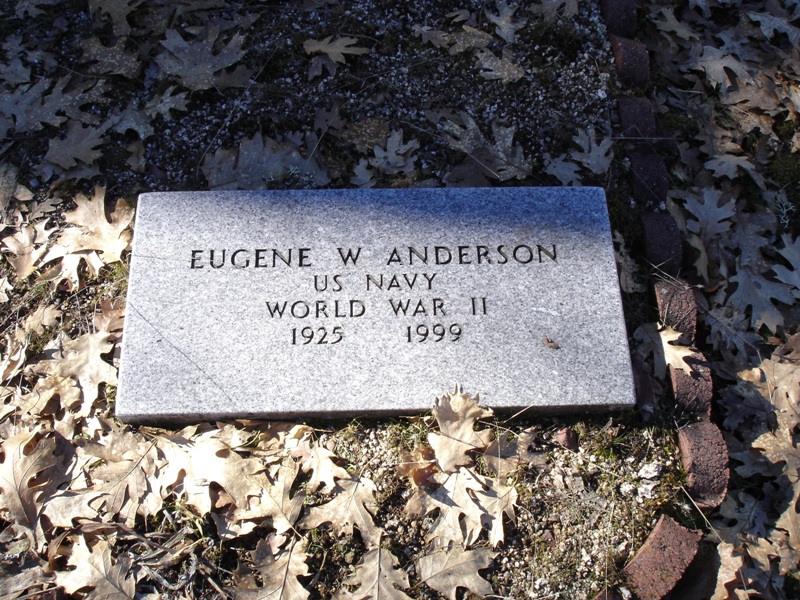 EUGENE W ANDERSON
US NAVY
WORLD WAR II
1925 1999